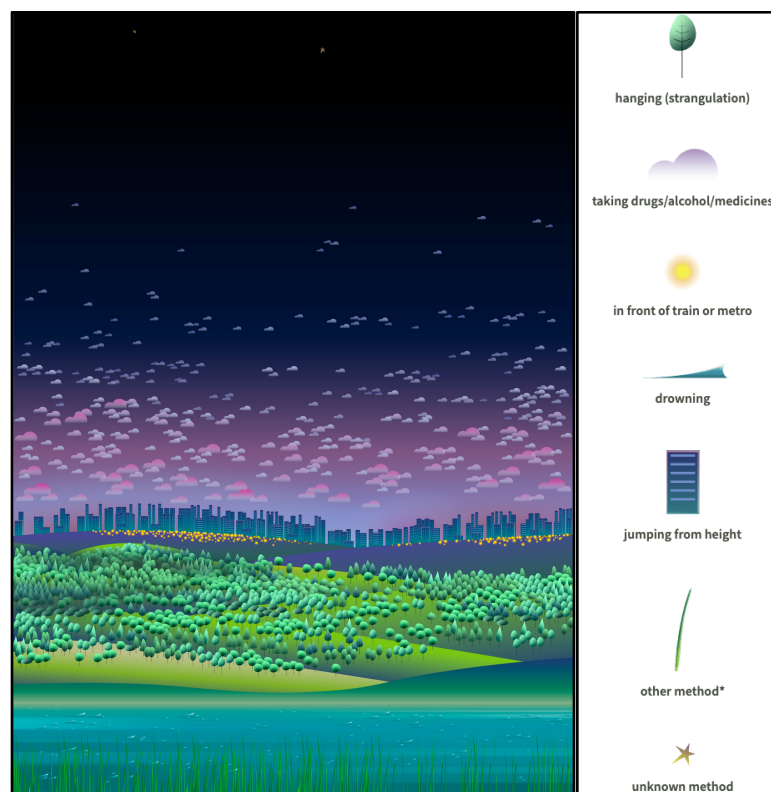 hanging (strangulation)
taking drugs/alcohol/medicines
in front of train or metro
drowning
jumping from height
other method*
unknown method